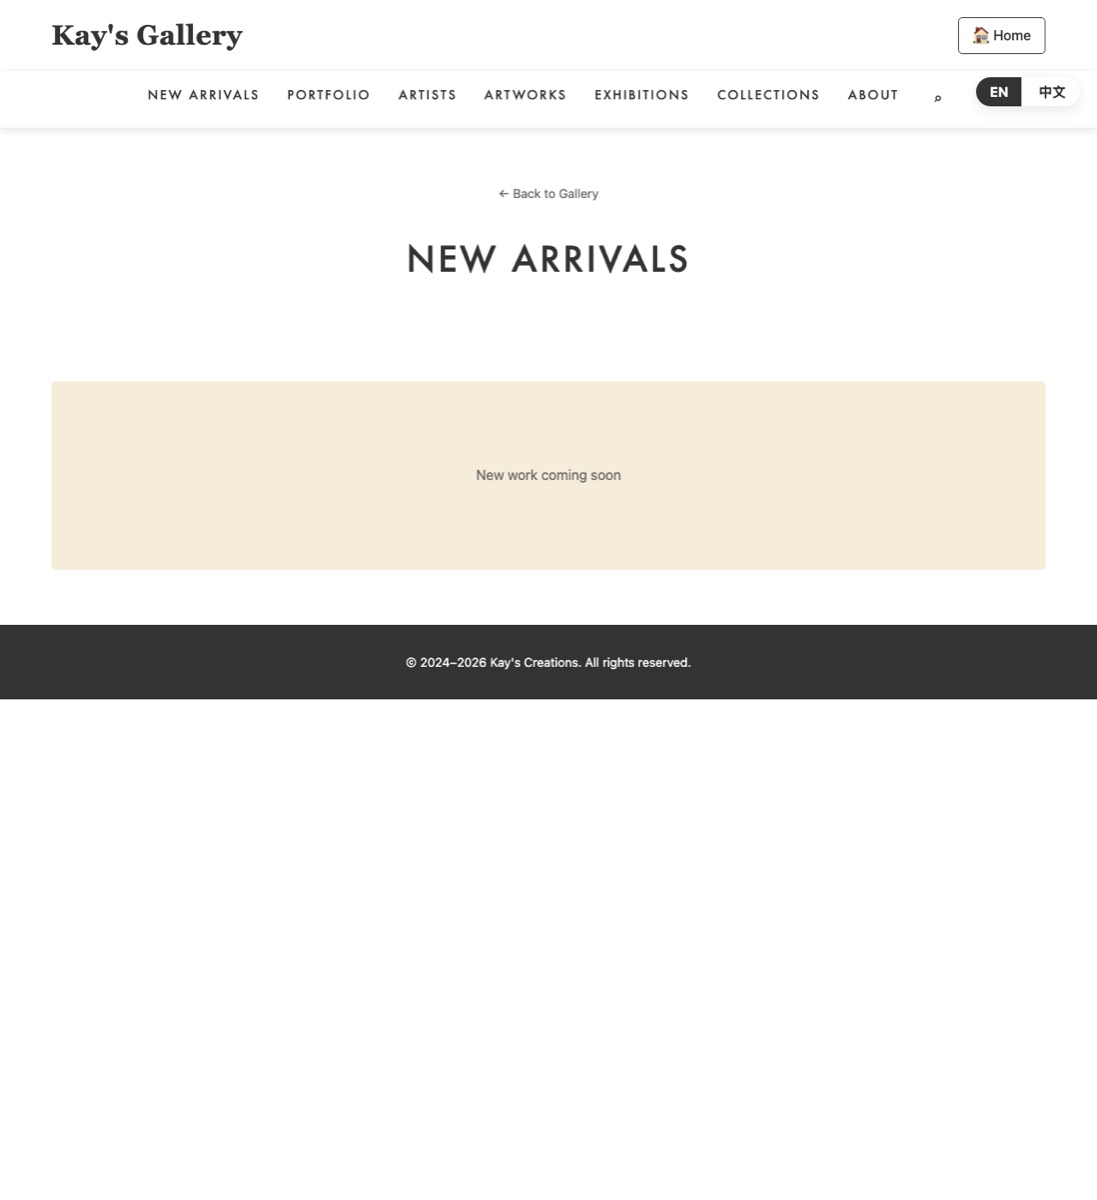 Kay's Gallery
🏠 Home
NEW ARRIVALS PORTFOLIO ARTISTS ARTWORKS EXHIBITIONS COLLECTIONS ABOUT ⌕ EN 中文
← Back to Gallery
NEW ARRIVALS
New work coming soon
© 2024–2026 Kay's Creations. All rights reserved.